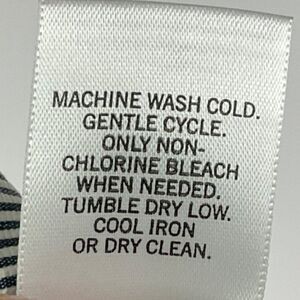 MACHINE WASH COLD.
GENTLE CYCLE.
ONLY NON-
CHLORINE BLEACH
WHEN NEEDED.
TUMBLE DRY LOW.
COOL IRON
OR DRY CLEAN.